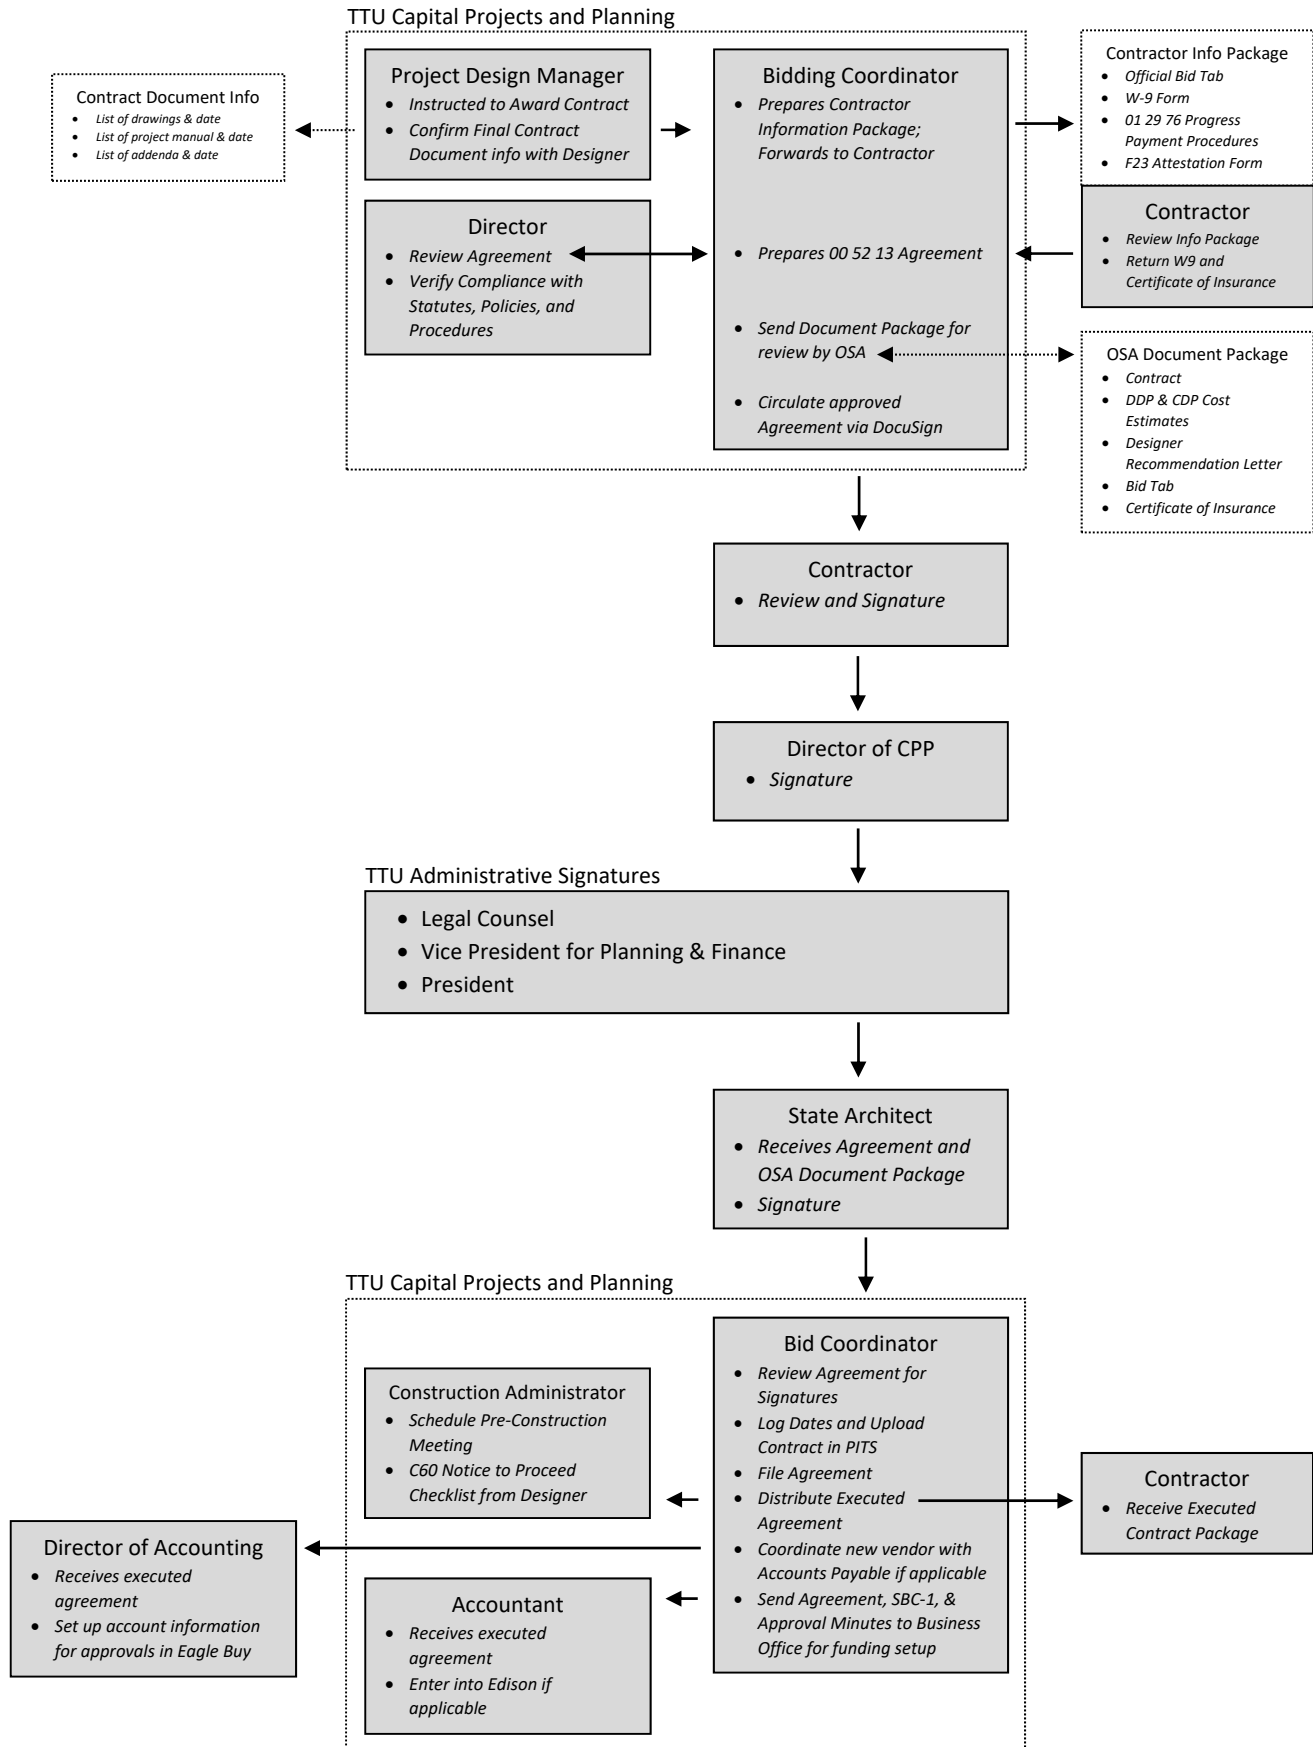 TTU Capital Projects and Planning
Contract Document Info
• List of drawings & date
• List of project manual & date
• List of addenda & date
Project Design Manager
• Instructed to Award Contract
• Confirm Final Contract
Document info with Designer
Bidding Coordinator
• Prepares Contractor
Information Package;
Forwards to Contractor
• Prepares 00 52 13 Agreement
• Send Document Package for
review by OSA
• Circulate approved
Agreement via DocuSign
Contractor Info Package
• Official Bid Tab
• W-9 Form
• 01 29 76 Progress
Payment Procedures
• F23 Attestation Form
Contractor
• Review Info Package
• Return W9 and
Certificate of Insurance
Director
• Review Agreement
• Verify Compliance with
Statutes, Policies, and
Procedures
OSA Document Package
• Contract
• DDP & CDP Cost
Estimates
• Designer
Recommendation Letter
• Bid Tab
• Certificate of Insurance
Contractor
• Review and Signature
Director of CPP
• Signature
TTU Administrative Signatures
• Legal Counsel
• Vice President for Planning & Finance
• President
State Architect
• Receives Agreement and
OSA Document Package
• Signature
TTU Capital Projects and Planning
Bid Coordinator
• Review Agreement for
Signatures
• Log Dates and Upload
Contract in PITS
• File Agreement
• Distribute Executed
Agreement
• Coordinate new vendor with
Accounts Payable if applicable
• Send Agreement, SBC-1, &
Approval Minutes to Business
Office for funding setup
Construction Administrator
• Schedule Pre-Construction
Meeting
• C60 Notice to Proceed
Checklist from Designer
Contractor
• Receive Executed
Contract Package
Director of Accounting
• Receives executed
agreement
• Set up account information
for approvals in Eagle Buy
Accountant
• Receives executed
agreement
• Enter into Edison if
applicable